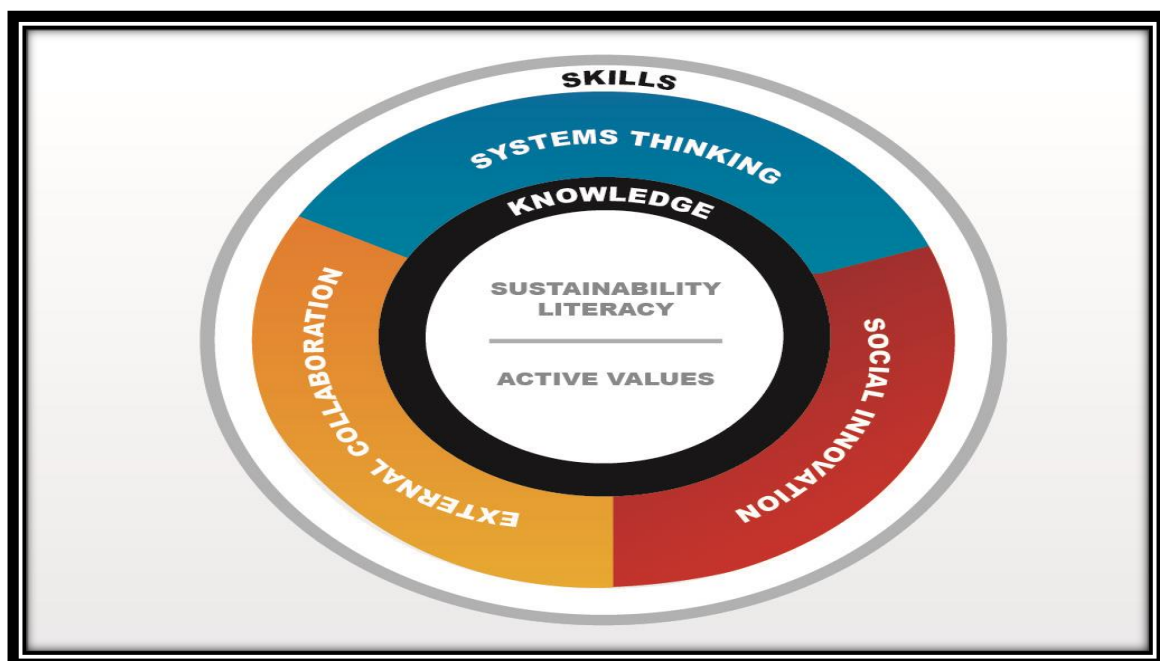 SKILLS
SYSTEMS THINKING
KNOWLEDGE
SUSTAINABILITY
LITERACY
ACTIVE VALUES
EXTERNAL COLLABORATION
SOCIAL INNOVATION